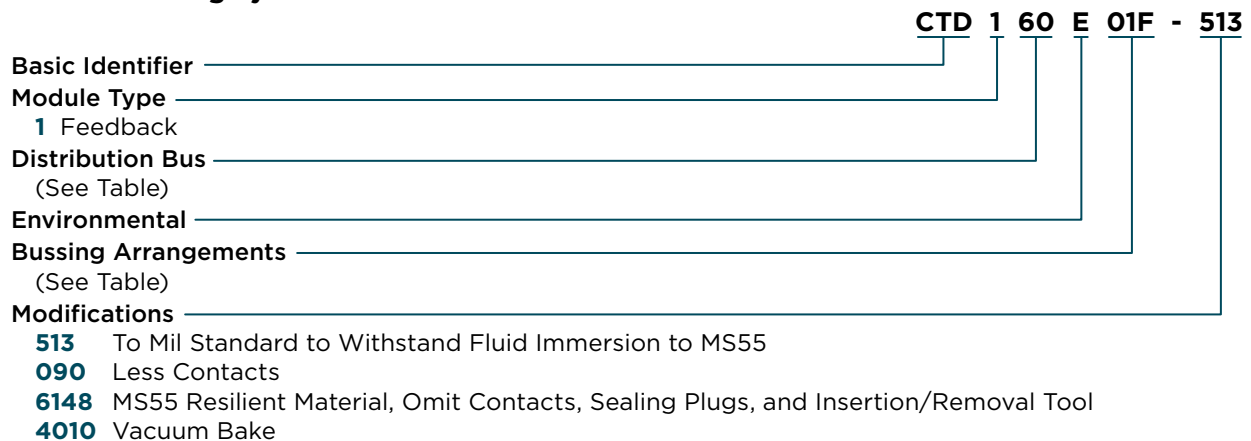 CTD 1 60 E 01F - 513
Basic Identifier
Module Type
1 Feedback
Distribution Bus
(See Table)
Environmental
Bussing Arrangements
(See Table)
Modifications
513 To Mil Standard to Withstand Fluid Immersion to MS55
090 Less Contacts
6148 MS55 Resilient Material, Omit Contacts, Sealing Plugs, and Insertion/Removal Tool
4010 Vacuum Bake